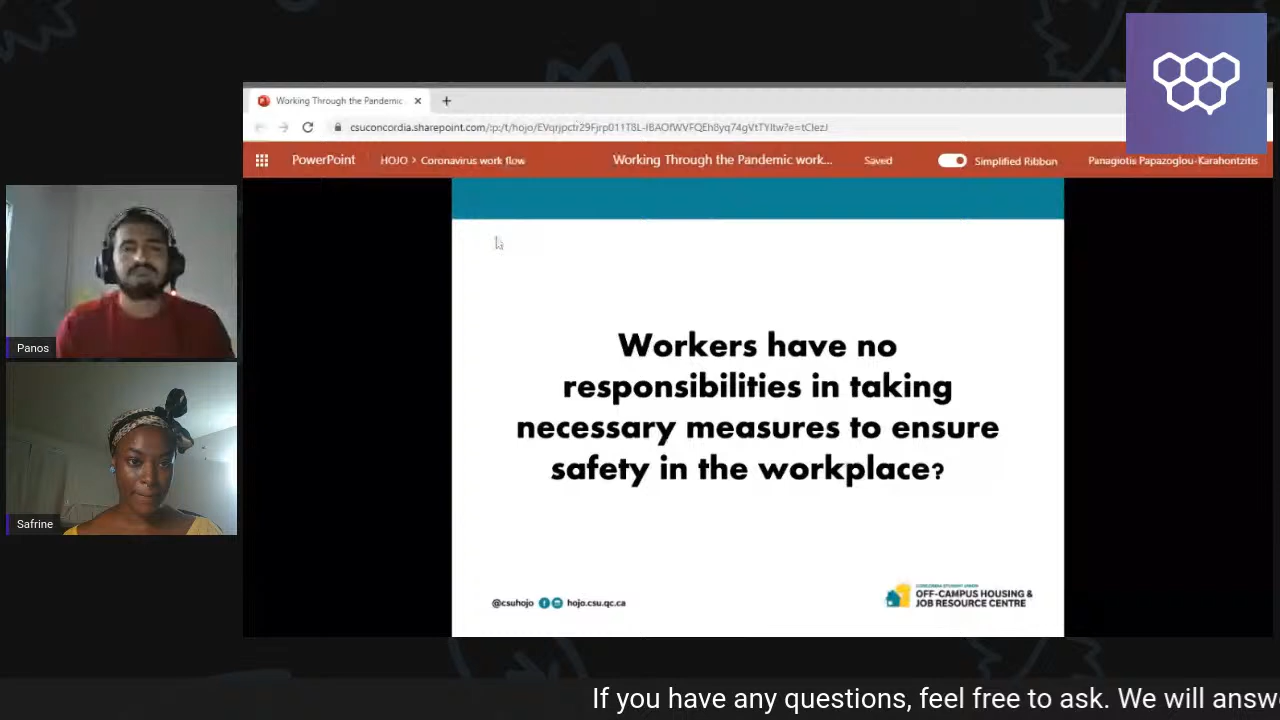 Working Through the Pandemic
PowerPoint
HOJO > Coronavirus work flow
Working Through the Pandemic work...
Saved
Simplified Ribbon
Panagiotis Papazoglou-Karahontzitis
Workers have no
responsibilities in taking
necessary measures to ensure
safety in the workplace?
@csuhojo
hojo.csu.qc.ca
CONCORDIA STUDENT UNION
OFF-CAMPUS HOUSING &
JOB RESOURCE CENTRE
Panos
Safrine
If you have any questions, feel free to ask. We will answ